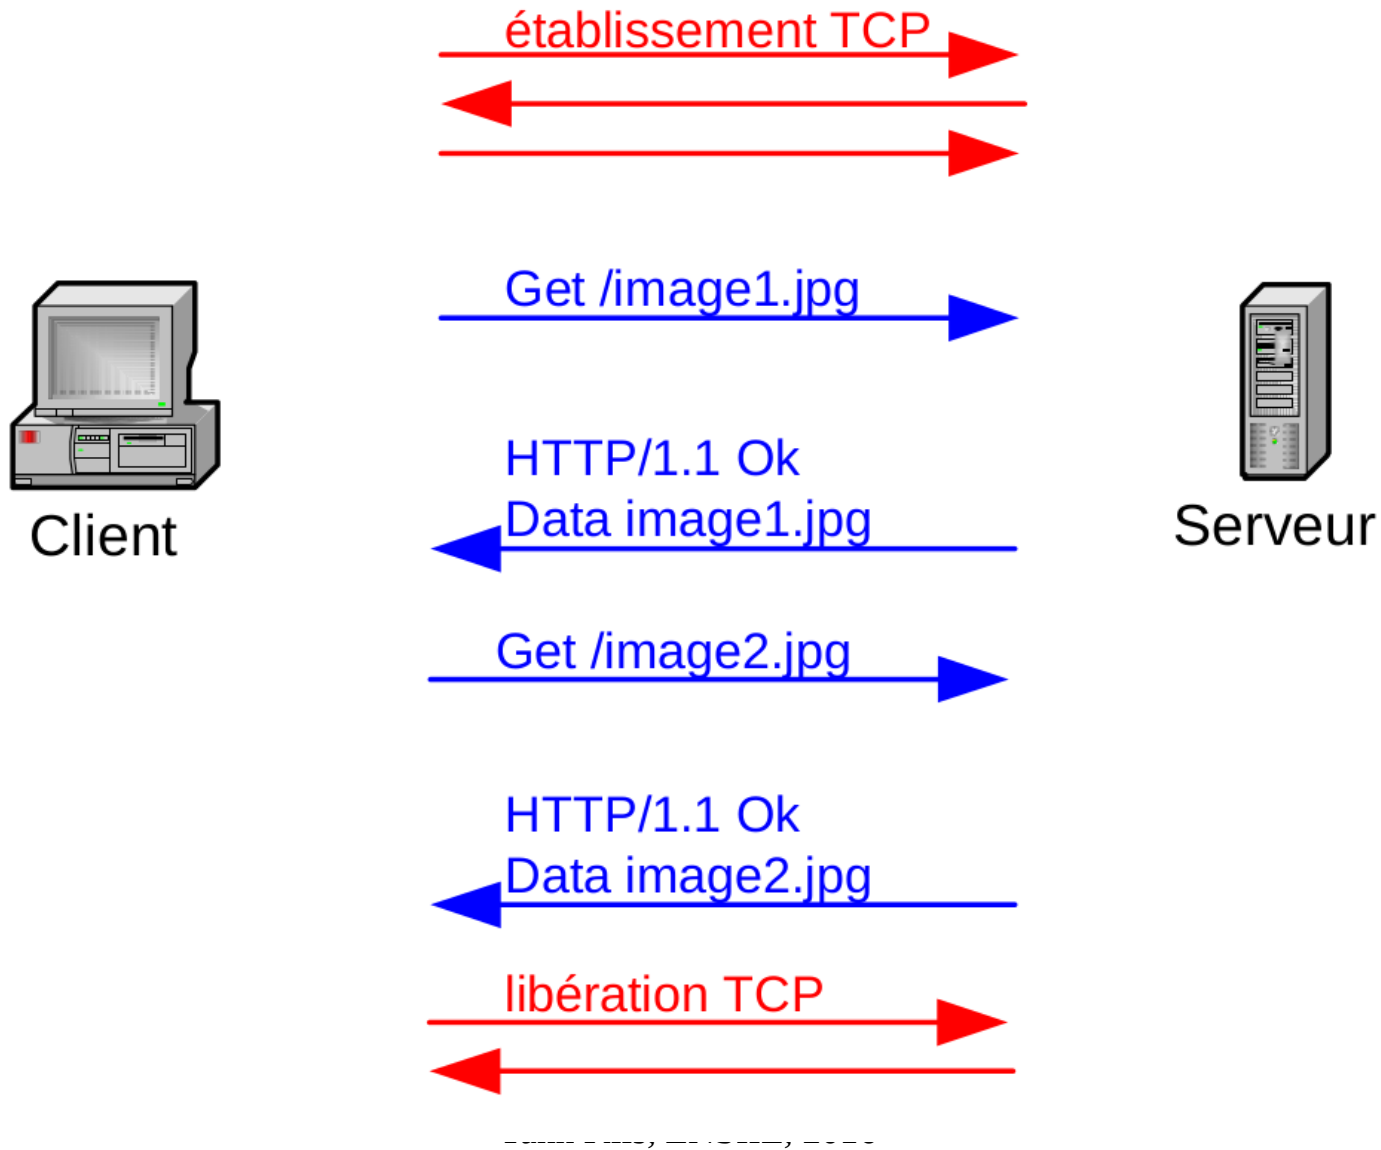 établissement TCP
Get /image1.jpg
HTTP/1.1 Ok
Data image1.jpg
Client
Serveur
Get /image2.jpg
HTTP/1.1 Ok
Data image2.jpg
libération TCP